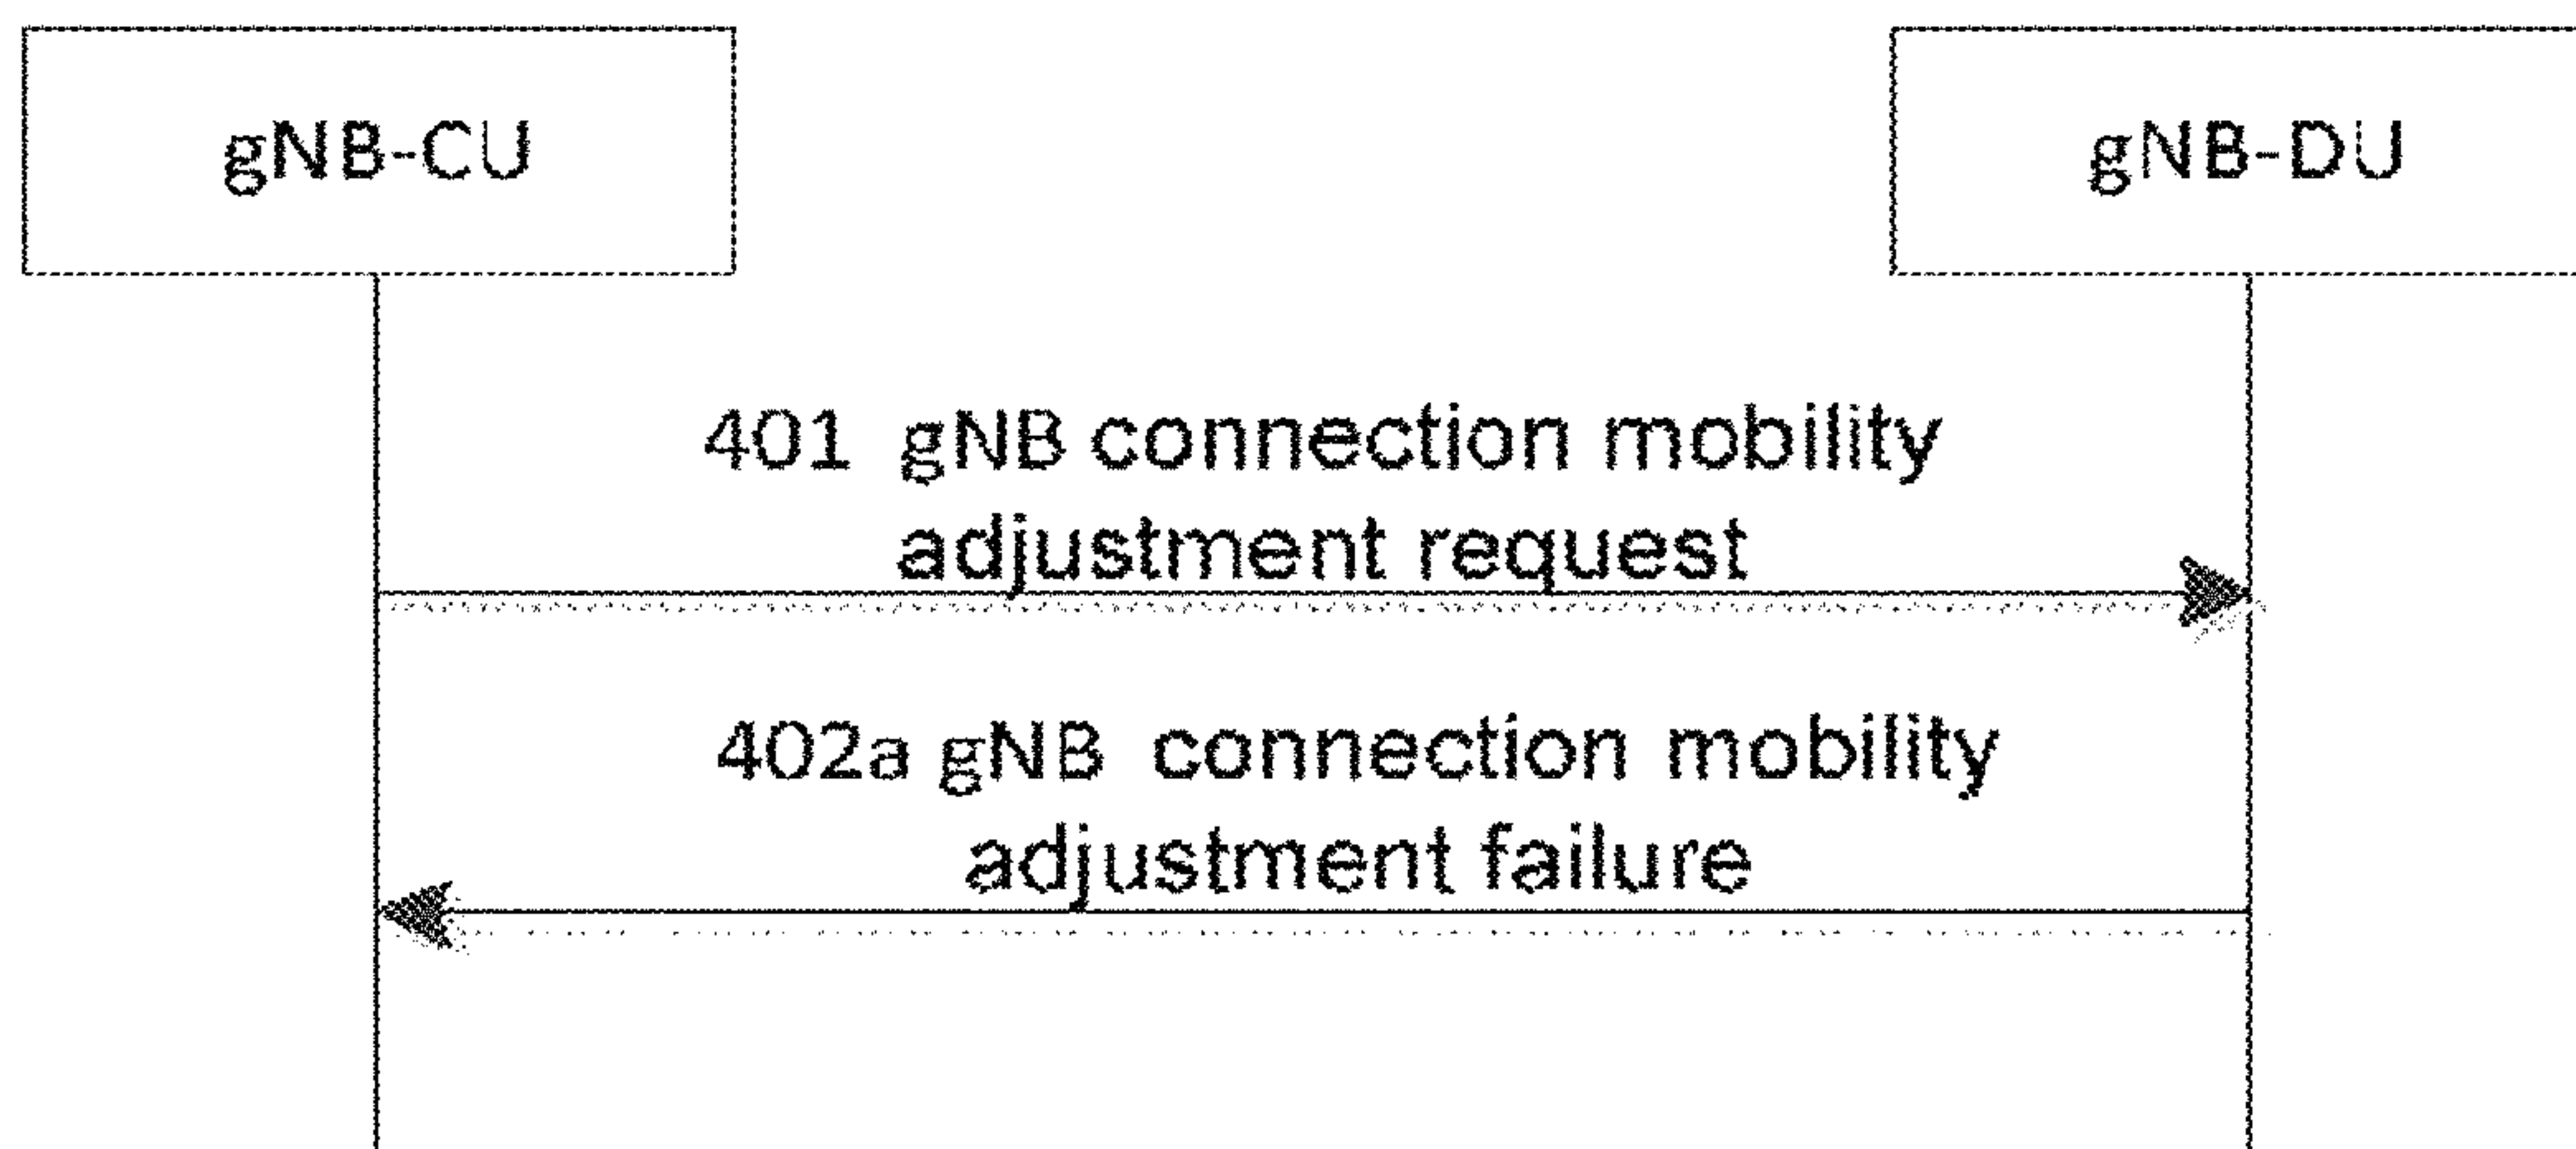 gNB-CU
gNB-DU
401 gNB connection mobility
adjustment request
402a gNB connection mobility
adjustment failure